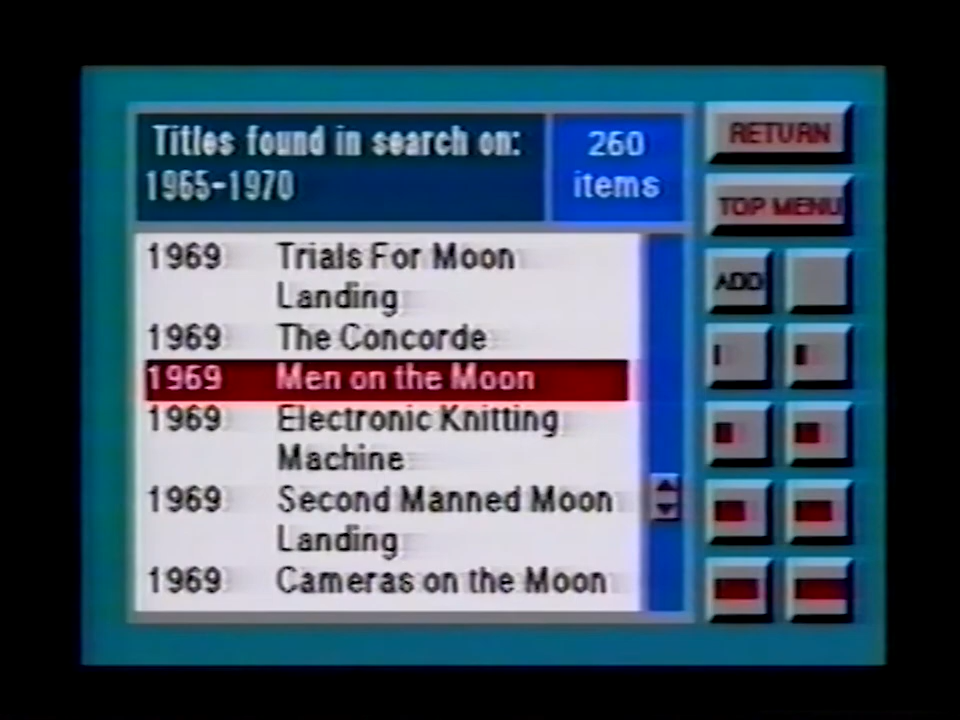 Titles found in search on:
1965-1970
260
items
RETURN
TOP MENU
ADD
1969 Trials For Moon
Landing
1969 The Concorde
1969 Men on the Moon
1969 Electronic Knitting
Machine
1969 Second Manned Moon
Landing
1969 Cameras on the Moon